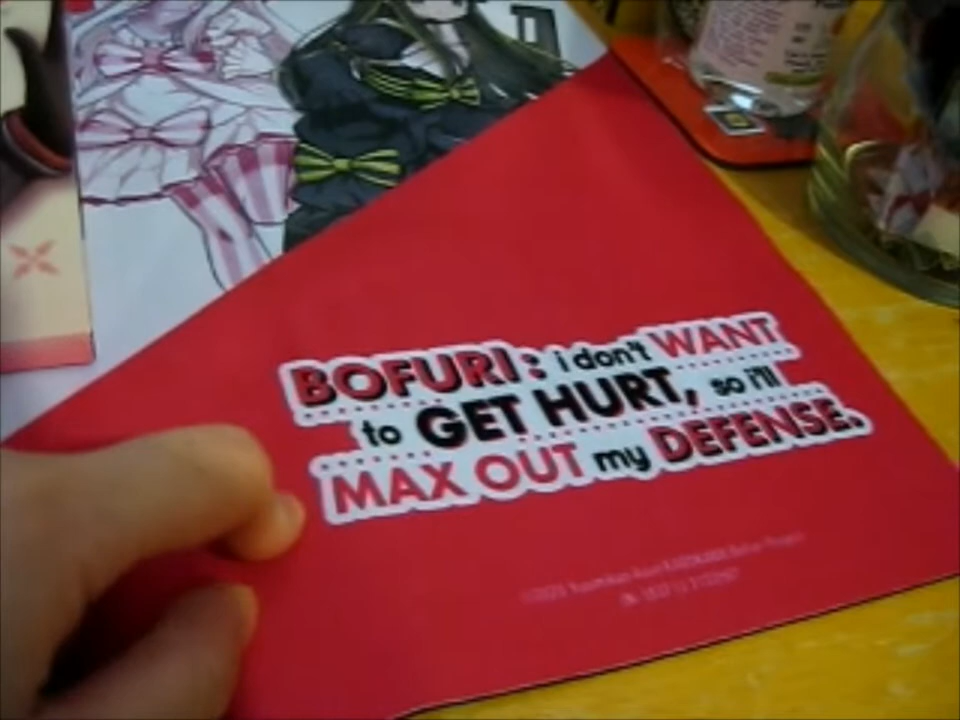 BOFURI: i don't WANT
to GET HURT, so i'll
MAX OUT my DEFENSE.